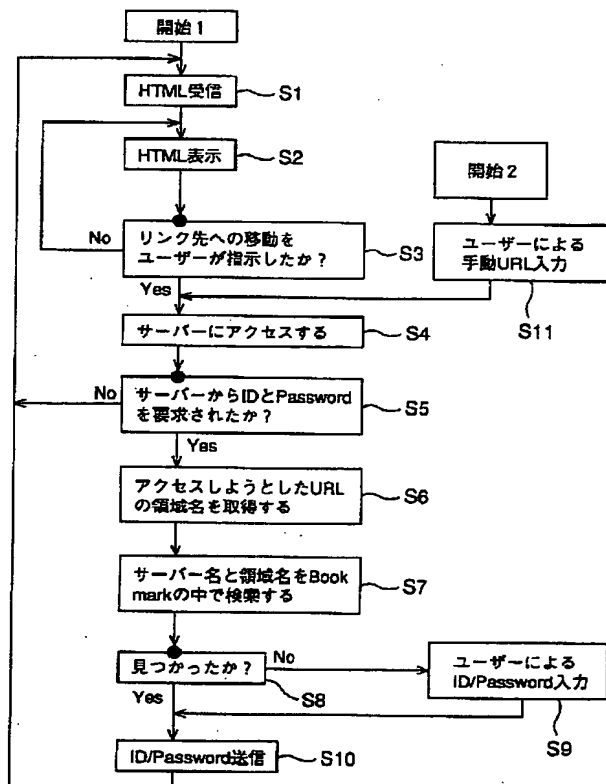 開始1
HTML受信
S1
HTML表示
S2
開始2
No
リンク先への移動を
ユーザーが指示したか？
S3
ユーザーによる
手動URL入力
S11
Yes
サーバーにアクセスする
S4
No
サーバーからIDとPassword
を要求されたか？
S5
Yes
アクセスしようとしたURL
の領域名を取得する
S6
サーバー名と領域名をBook
markの中で検索する
S7
見つかったか？
No
S8
ユーザーによる
ID/Password入力
S9
Yes
ID/Password送信
S10